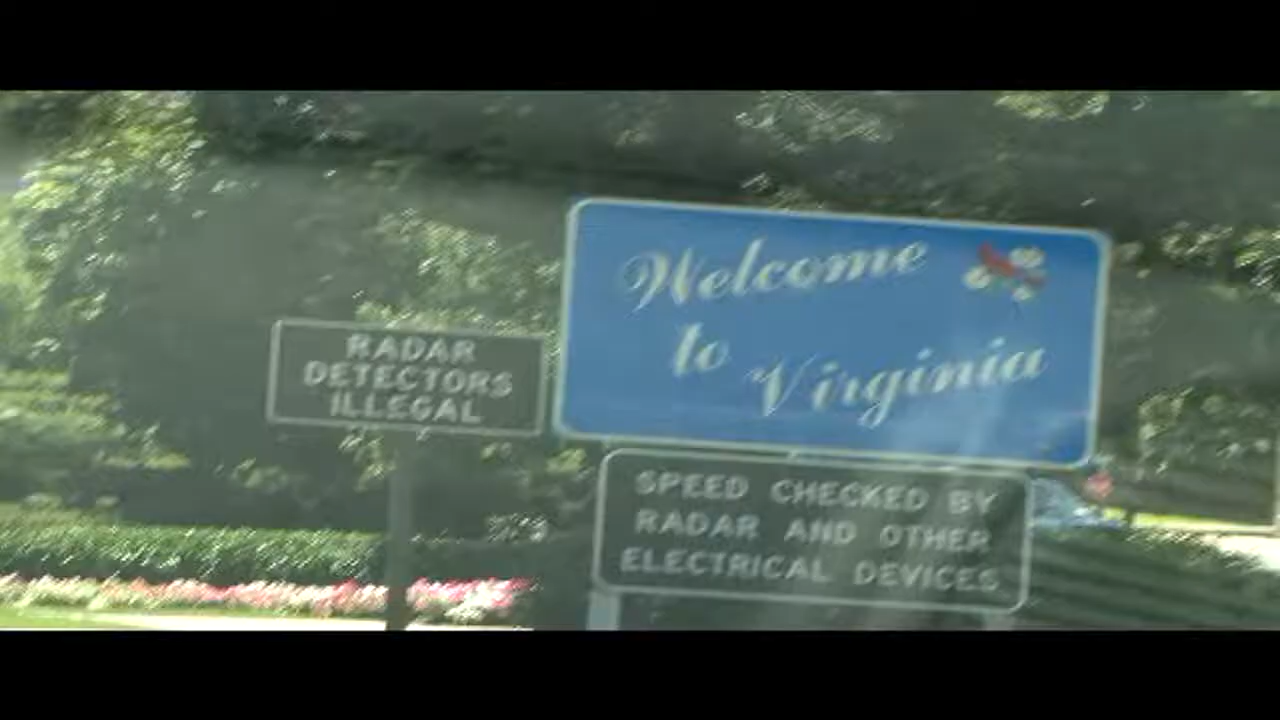 RADAR
DETECTORS
ILLEGAL
Welcome
to Virginia
SPEED CHECKED BY
RADAR AND OTHER
ELECTRICAL DEVICES